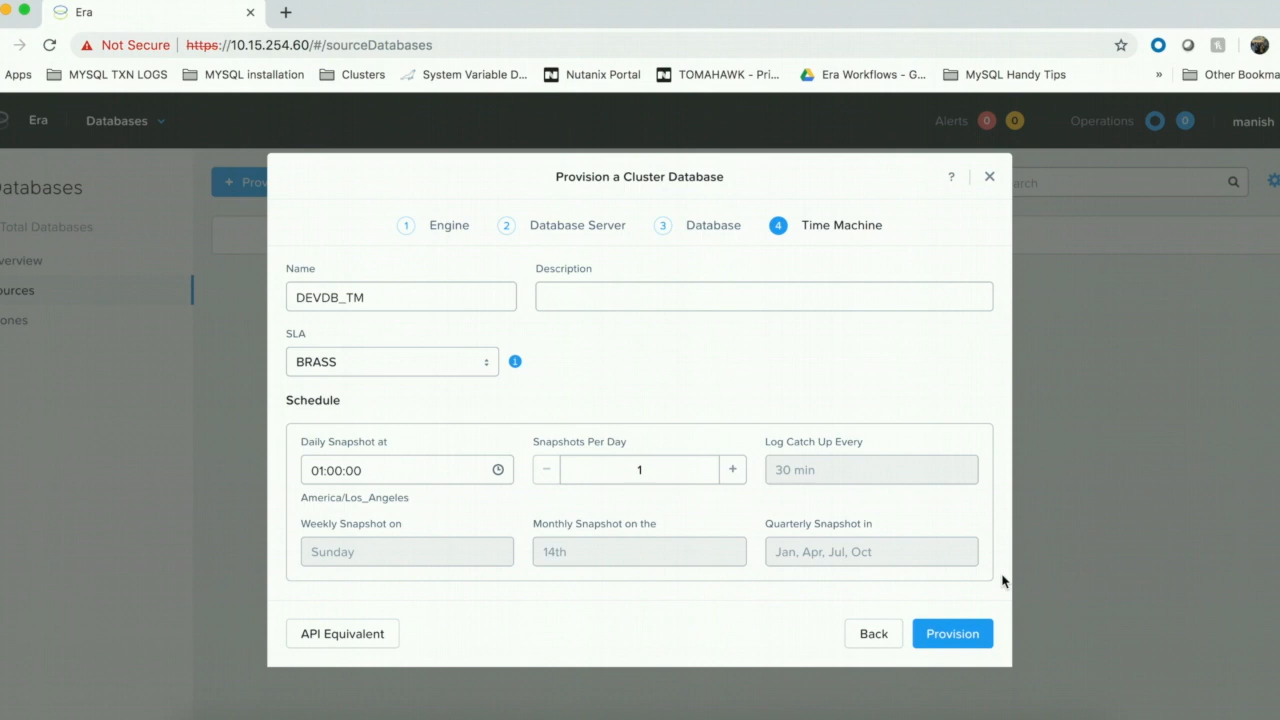 Era
Not Secure https://10.15.254.60/#/sourceDatabases
Apps MYSQL TXN LOGS MYSQL installation Clusters System Variable D... Nutanix Portal TOMAHAWK - Pri... Era Workflows - G... MySQL Handy Tips » Other Bookma
Era Databases Alerts 0 0 Operations 0 manish
Provision a Cluster Database ?
atabases + Prov arch
1 Engine 2 Database Server 3 Database 4 Time Machine
Total Databases
verview
ources
ones
Name Description
DEVDB_TM
SLA
BRASS
Schedule
Daily Snapshot at Snapshots Per Day Log Catch Up Every
01:00:00 − 1 + 30 min
America/Los_Angeles
Weekly Snapshot on Monthly Snapshot on the Quarterly Snapshot in
Sunday 14th Jan, Apr, Jul, Oct
API Equivalent Back Provision